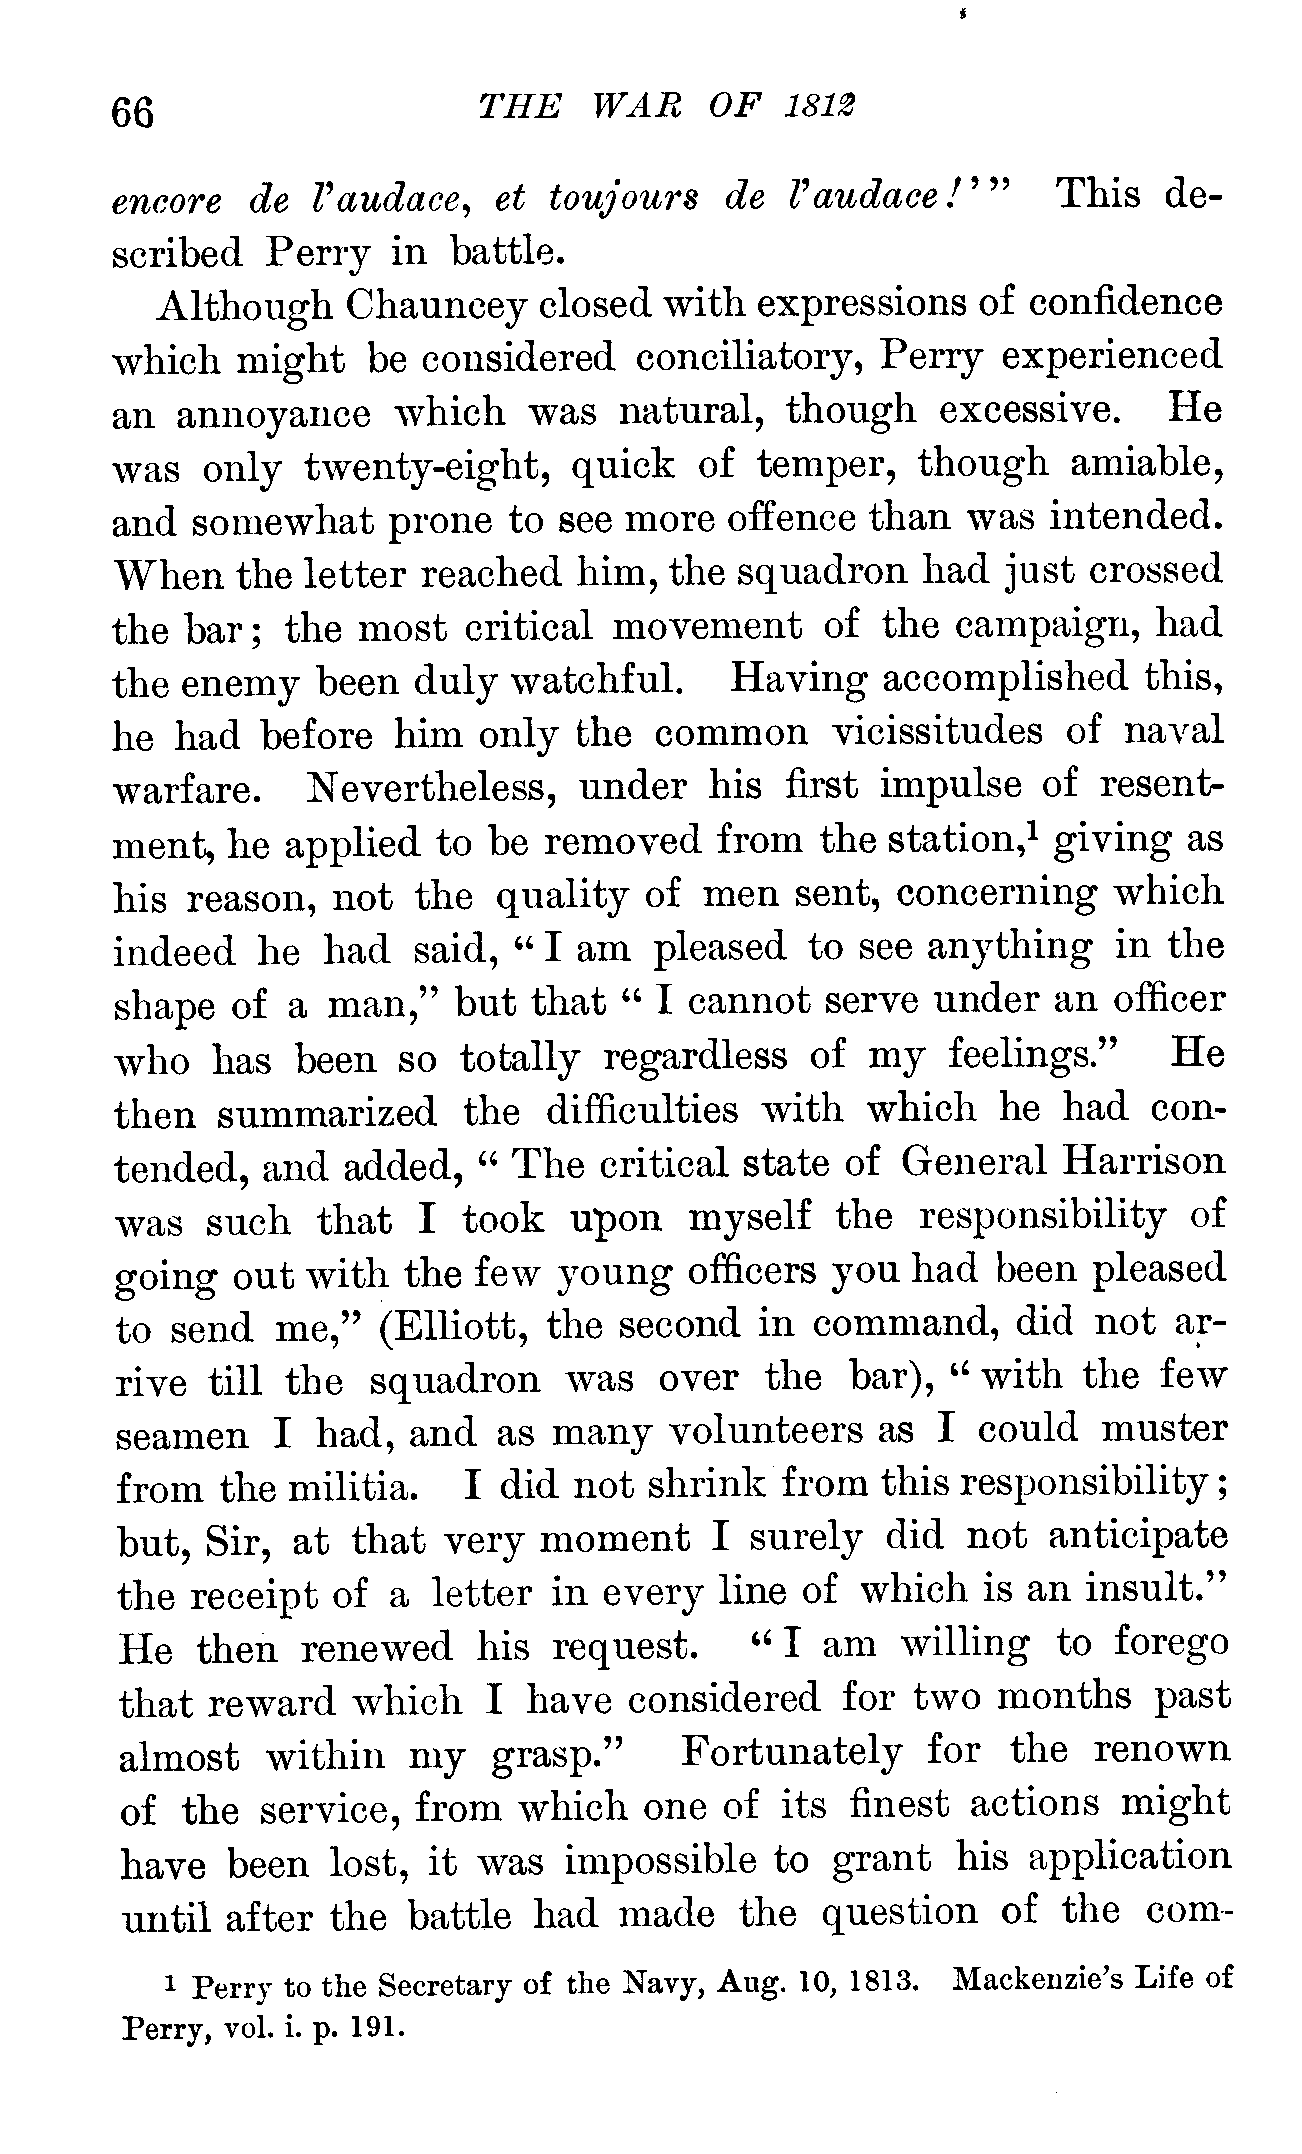 66 THE WAR OF 1812
encore de l'audace, et toujours de l'audace!'" This de-
scribed Perry in battle.
Although Chauncey closed with expressions of confidence
which might be considered conciliatory, Perry experienced
an annoyance which was natural, though excessive. He
was only twenty-eight, quick of temper, though amiable,
and somewhat prone to see more offence than was intended.
When the letter reached him, the squadron had just crossed
the bar; the most critical movement of the campaign, had
the enemy been duly watchful. Having accomplished this,
he had before him only the common vicissitudes of naval
warfare. Nevertheless, under his first impulse of resent-
ment, he applied to be removed from the station,¹ giving as
his reason, not the quality of men sent, concerning which
indeed he had said, "I am pleased to see anything in the
shape of a man," but that "I cannot serve under an officer
who has been so totally regardless of my feelings." He
then summarized the difficulties with which he had con-
tended, and added, "The critical state of General Harrison
was such that I took upon myself the responsibility of
going out with the few young officers you had been pleased
to send me," (Elliott, the second in command, did not ar-
rive till the squadron was over the bar), "with the few
seamen I had, and as many volunteers as I could muster
from the militia. I did not shrink from this responsibility;
but, Sir, at that very moment I surely did not anticipate
the receipt of a letter in every line of which is an insult."
He then renewed his request. "I am willing to forego
that reward which I have considered for two months past
almost within my grasp." Fortunately for the renown
of the service, from which one of its finest actions might
have been lost, it was impossible to grant his application
until after the battle had made the question of the com-
¹ Perry to the Secretary of the Navy, Aug. 10, 1813. Mackenzie's Life of
Perry, vol. i. p. 191.